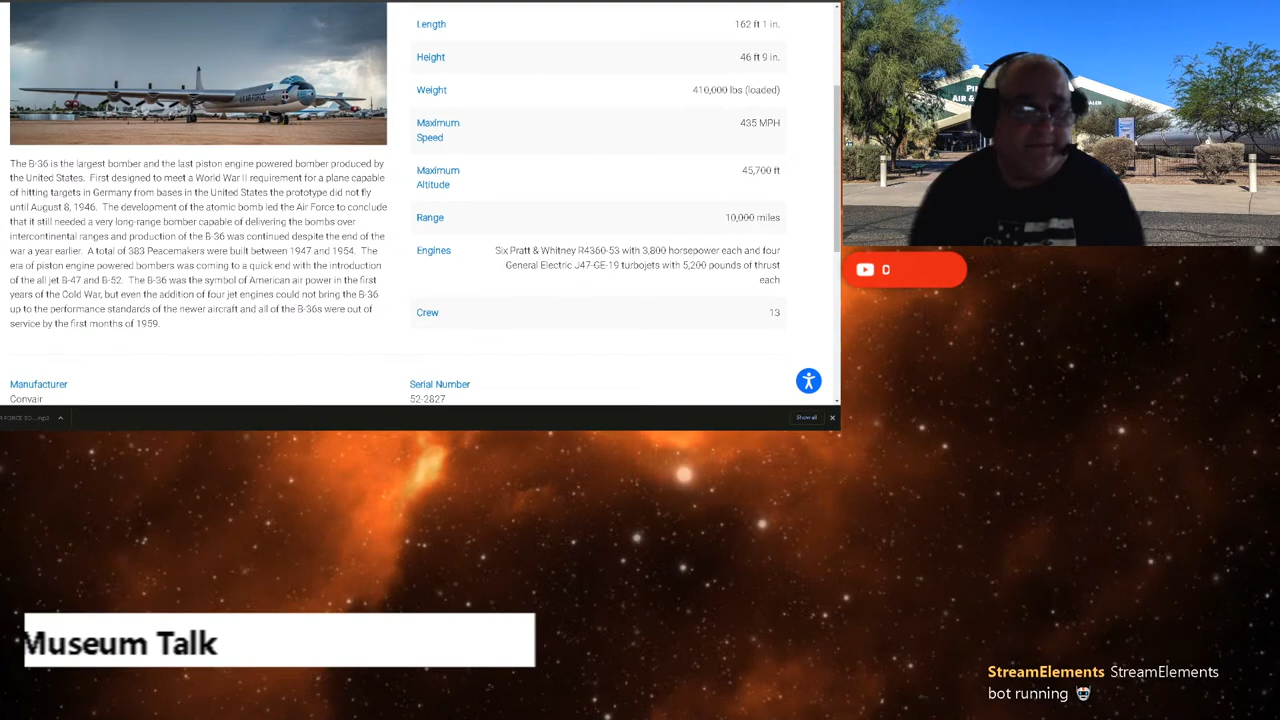 Length 162 ft 1 in.
Height 46 ft 9 in.
Weight 410,000 lbs (loaded)
Maximum Speed 435 MPH
Maximum Altitude 45,700 ft
Range 10,000 miles
Engines Six Pratt & Whitney R4360-53 with 3,800 horsepower each and four
General Electric J47-GE-19 turbojets with 5,200 pounds of thrust
each
Crew 13
U.S. AIR FORCE
The B-36 is the largest bomber and the last piston engine powered bomber produced by
the United States. First designed to meet a World War II requirement for a plane capable
of hitting targets in Germany from bases in the United States the prototype did not fly
until August 8, 1946. The development of the atomic bomb led the Air Force to conclude
that it still needed a very long-range bomber capable of delivering the bombs over
intercontinental ranges and production of the B-36 was continued despite the end of the
war a year earlier. A total of 383 Peacemakers were built between 1947 and 1954. The
era of piston engine powered bombers was coming to a quick end with the introduction
of the all jet B-47 and B-52. The B-36 was the symbol of American air power in the first
years of the Cold War, but even the addition of four jet engines could not bring the B-36
up to the performance standards of the newer aircraft and all of the B-36s were out of
service by the first months of 1959.
Manufacturer
Convair
Serial Number
52-2827
Show all
PI
AIR &
0
Museum Talk
StreamElements StreamElements
bot running